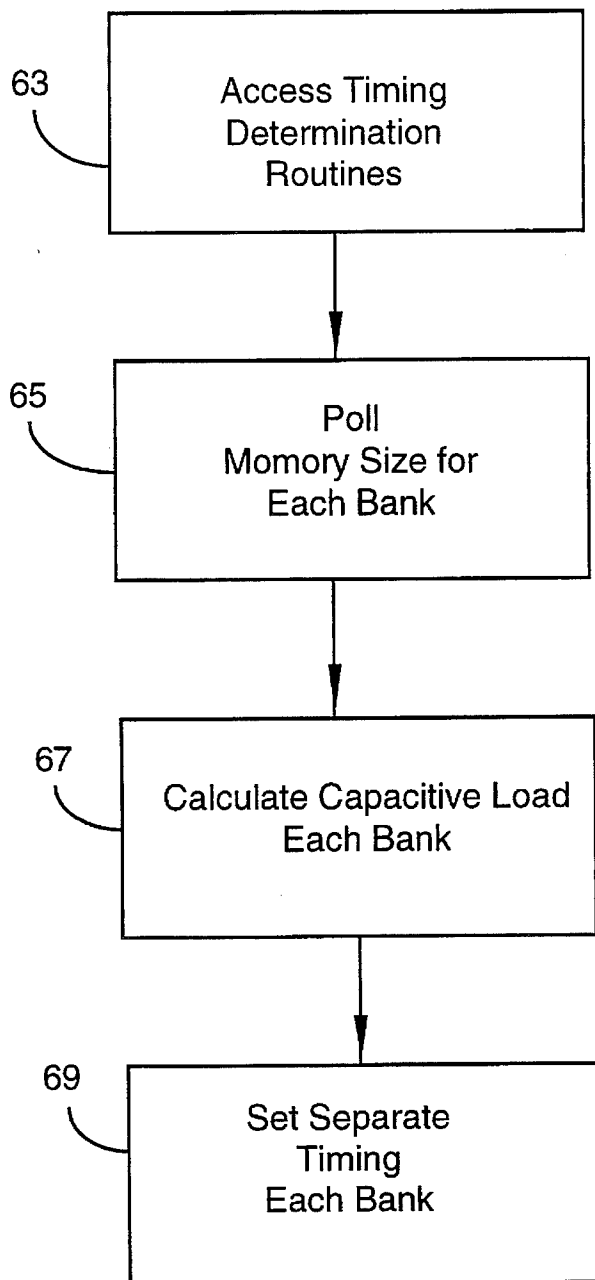 63
Access Timing
Determination
Routines
65
Poll
Momory Size for
Each Bank
67
Calculate Capacitive Load
Each Bank
69
Set Separate
Timing
Each Bank